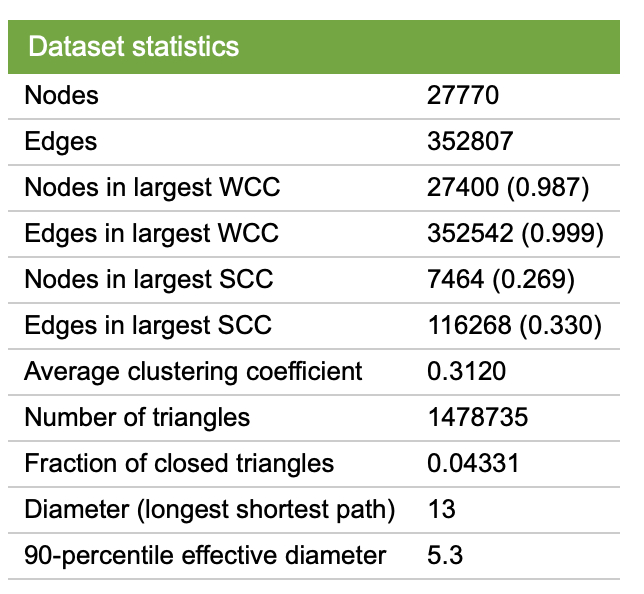 Dataset statistics
Nodes 27770
Edges 352807
Nodes in largest WCC 27400 (0.987)
Edges in largest WCC 352542 (0.999)
Nodes in largest SCC 7464 (0.269)
Edges in largest SCC 116268 (0.330)
Average clustering coefficient 0.3120
Number of triangles 1478735
Fraction of closed triangles 0.04331
Diameter (longest shortest path) 13
90-percentile effective diameter 5.3